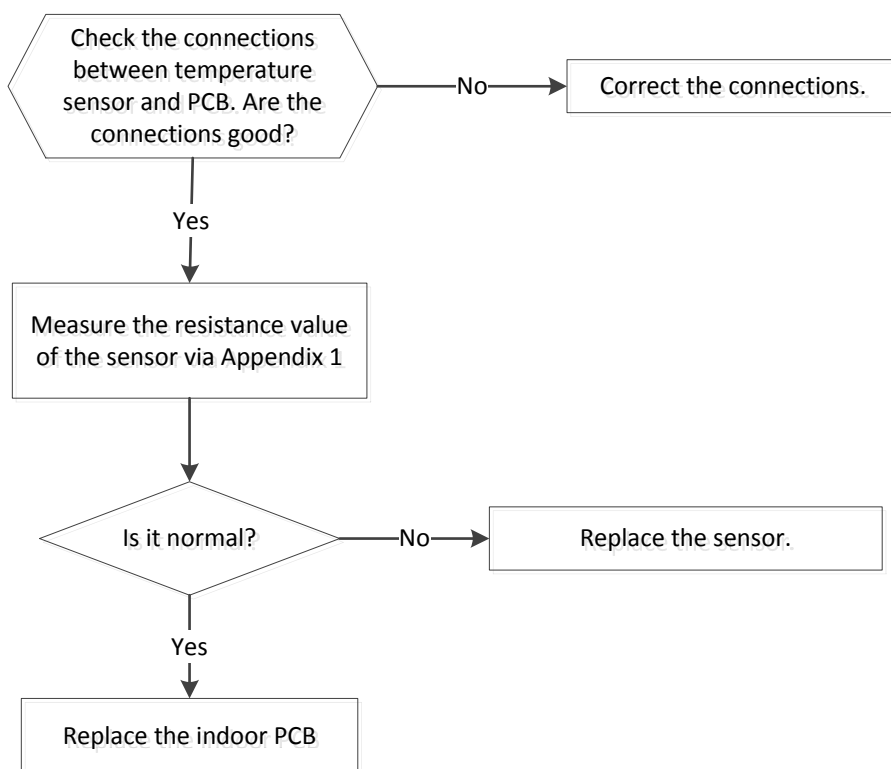 Check the connections
between temperature
sensor and PCB. Are the
connections good?
No
Correct the connections.
Yes
Measure the resistance value
of the sensor via Appendix 1
Is it normal?
No
Replace the sensor.
Yes
Replace the indoor PCB